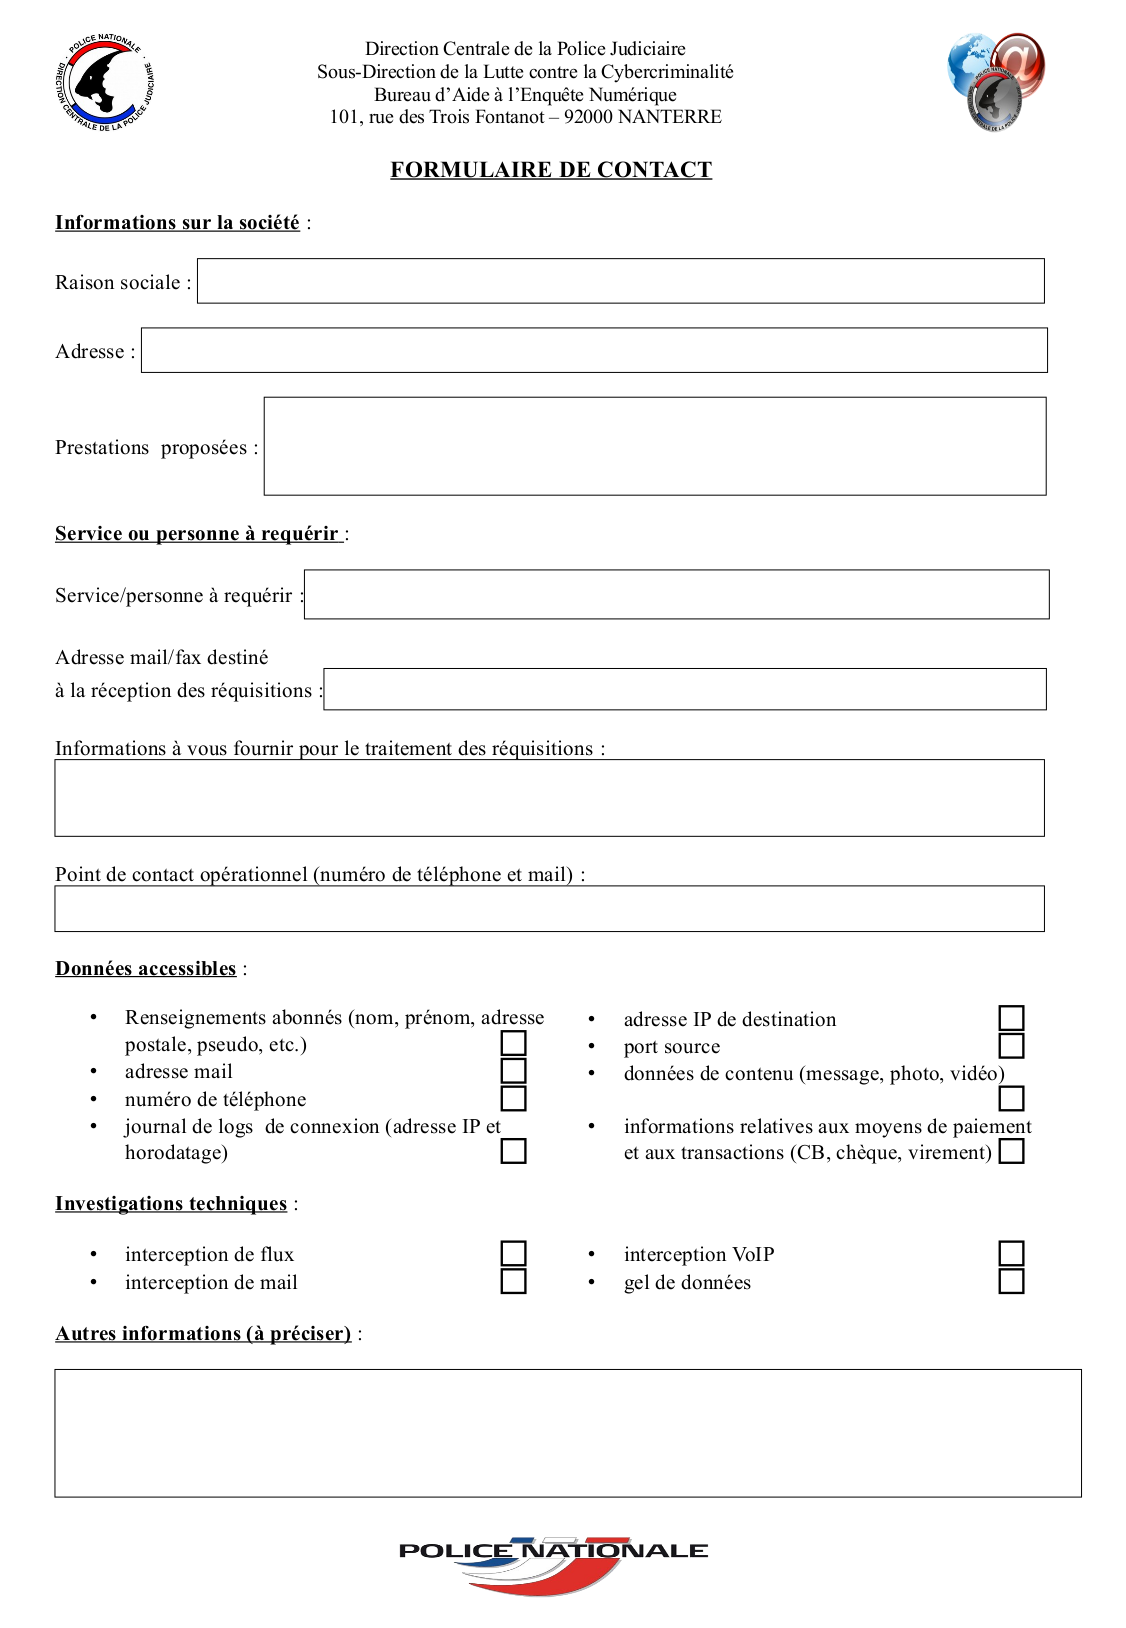 POLICE NATIONALE
DIRECTION CENTRALE DE LA POLICE JUDICIAIRE
Direction Centrale de la Police Judiciaire
Sous-Direction de la Lutte contre la Cybercriminalité
Bureau d’Aide à l’Enquête Numérique
101, rue des Trois Fontanot – 92000 NANTERRE
FORMULAIRE DE CONTACT
Informations sur la société :
Raison sociale :
Adresse :
Prestations proposées :
Service ou personne à requérir :
Service/personne à requérir :
Adresse mail/fax destiné
à la réception des réquisitions :
Informations à vous fournir pour le traitement des réquisitions :
Point de contact opérationnel (numéro de téléphone et mail) :
Données accessibles :
• Renseignements abonnés (nom, prénom, adresse
postale, pseudo, etc.)
• adresse mail
• numéro de téléphone
• journal de logs de connexion (adresse IP et
horodatage)
• adresse IP de destination
• port source
• données de contenu (message, photo, vidéo)
• informations relatives aux moyens de paiement
et aux transactions (CB, chèque, virement)
Investigations techniques :
• interception de flux
• interception de mail
• interception VoIP
• gel de données
Autres informations (à préciser) :
POLICE NATIONALE